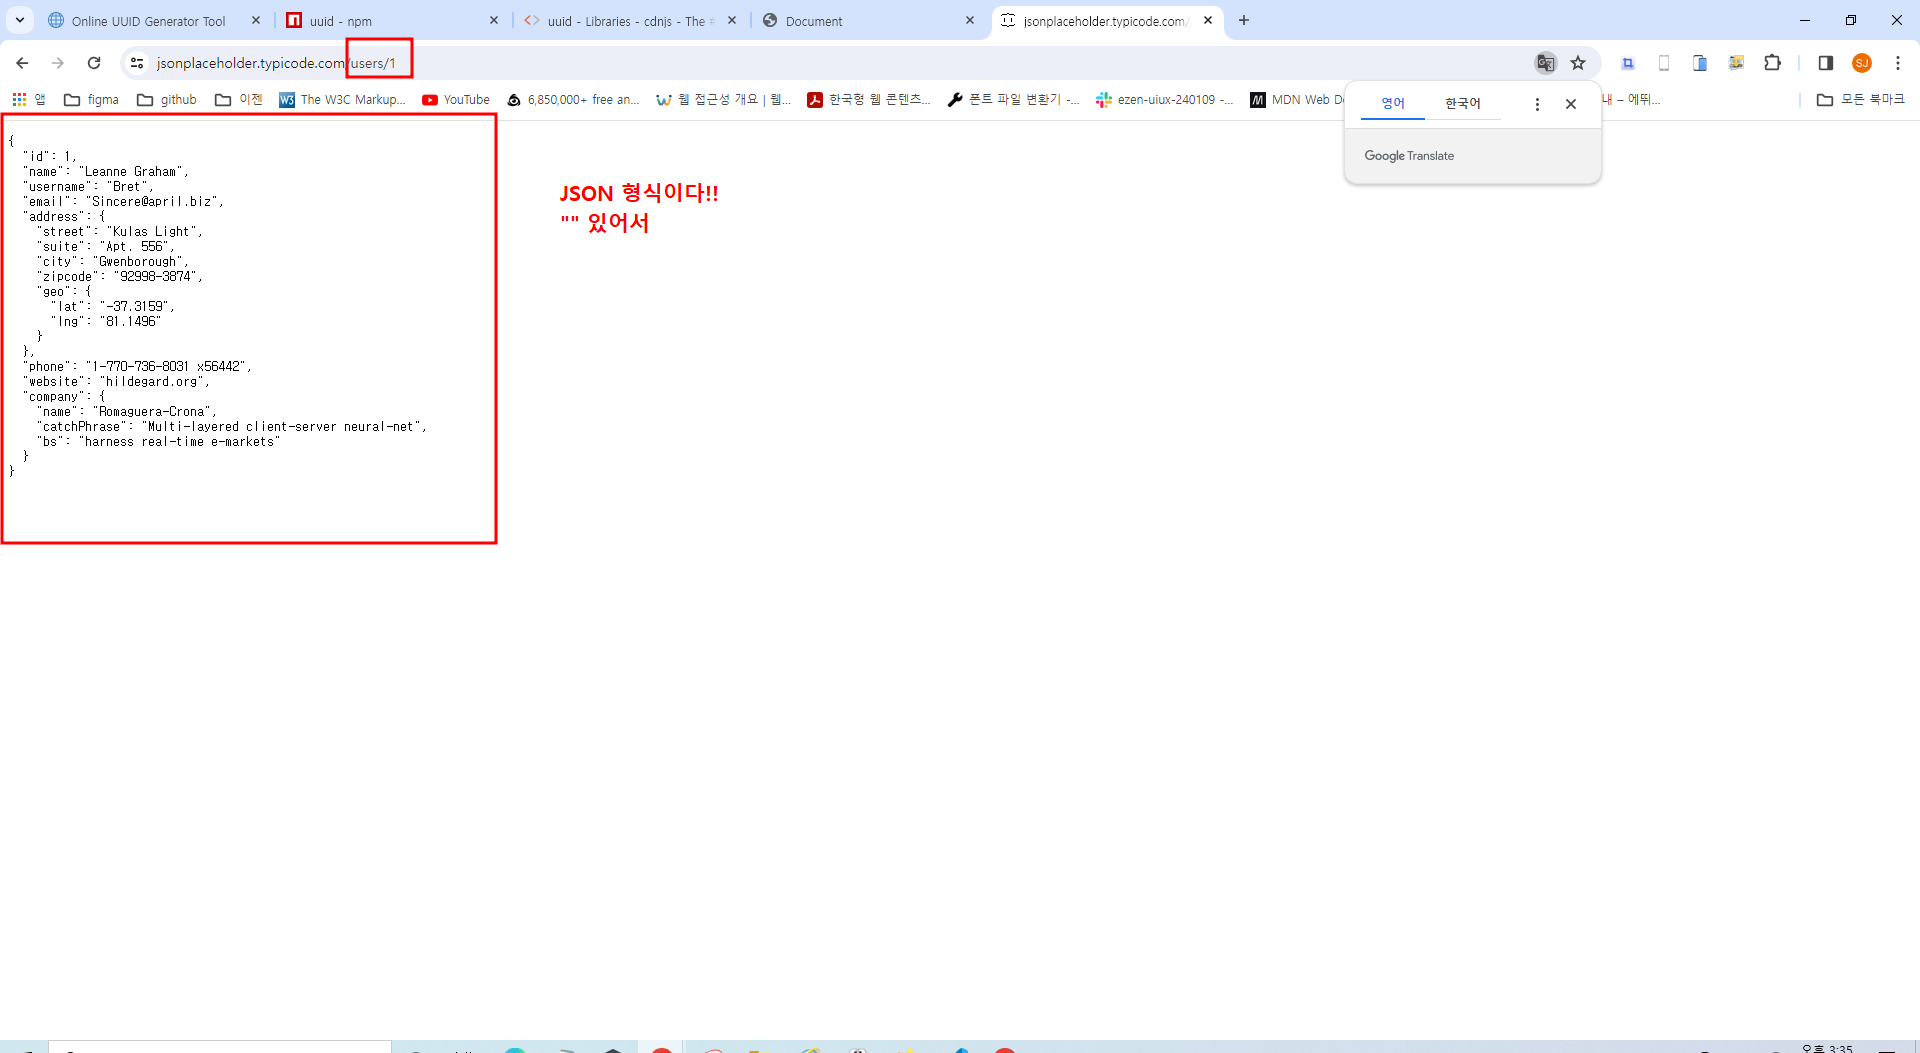 Online UUID Generator Tool
uuid - npm
uuid - Libraries - cdnjs - The #
Document
jsonplaceholder.typicode.com/
jsonplaceholder.typicode.com/users/1
SJ
앱
figma
github
이젠
The W3C Markup...
YouTube
6,850,000+ free an...
웹 접근성 개요 | 웹...
한국형 웹 콘텐츠...
폰트 파일 변환기 -...
ezen-uiux-240109 -...
MDN Web D
내 – 에뛰...
모든 북마크
영어
한국어
Google Translate
{
"id": 1,
"name": "Leanne Graham",
"username": "Bret",
"email": "Sincere@april.biz",
"address": {
"street": "Kulas Light",
"suite": "Apt. 556",
"city": "Gwenborough",
"zipcode": "92998-3874",
"geo": {
"lat": "-37.3159",
"lng": "81.1496"
}
},
"phone": "1-770-736-8031 x56442",
"website": "hildegard.org",
"company": {
"name": "Romaguera-Crona",
"catchPhrase": "Multi-layered client-server neural-net",
"bs": "harness real-time e-markets"
}
}
JSON 형식이다!!
"" 있어서
오후 3:35